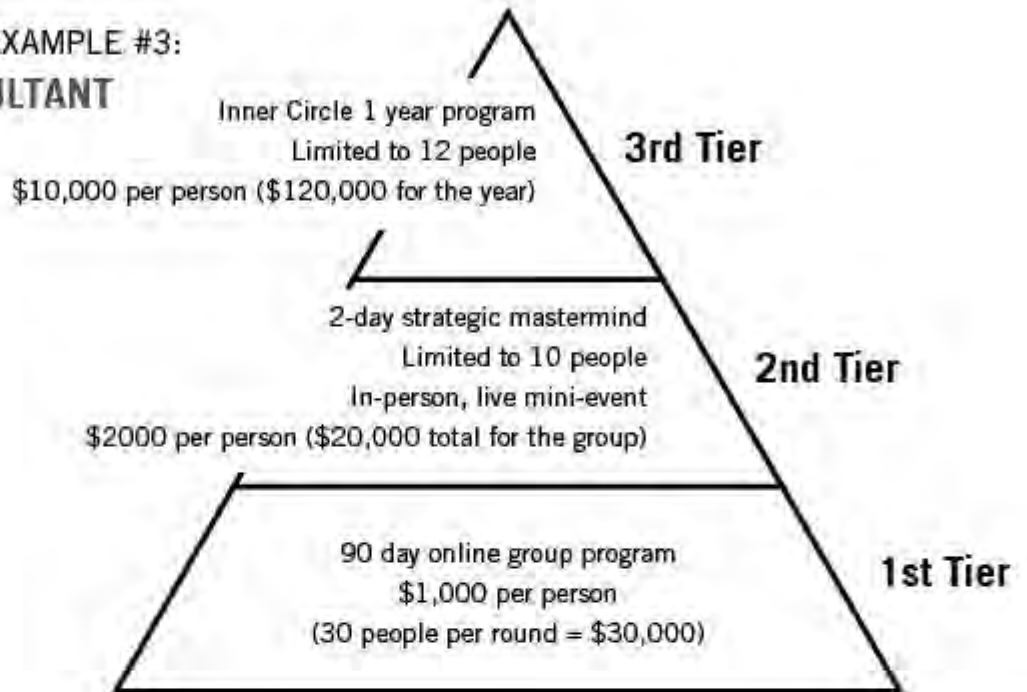 XAMPLE #3:
ULTANT
Inner Circle 1 year program
Limited to 12 people
$10,000 per person ($120,000 for the year)
3rd Tier
2-day strategic mastermind
Limited to 10 people
In-person, live mini-event
$2000 per person ($20,000 total for the group)
2nd Tier
90 day online group program
$1,000 per person
(30 people per round = $30,000)
1st Tier